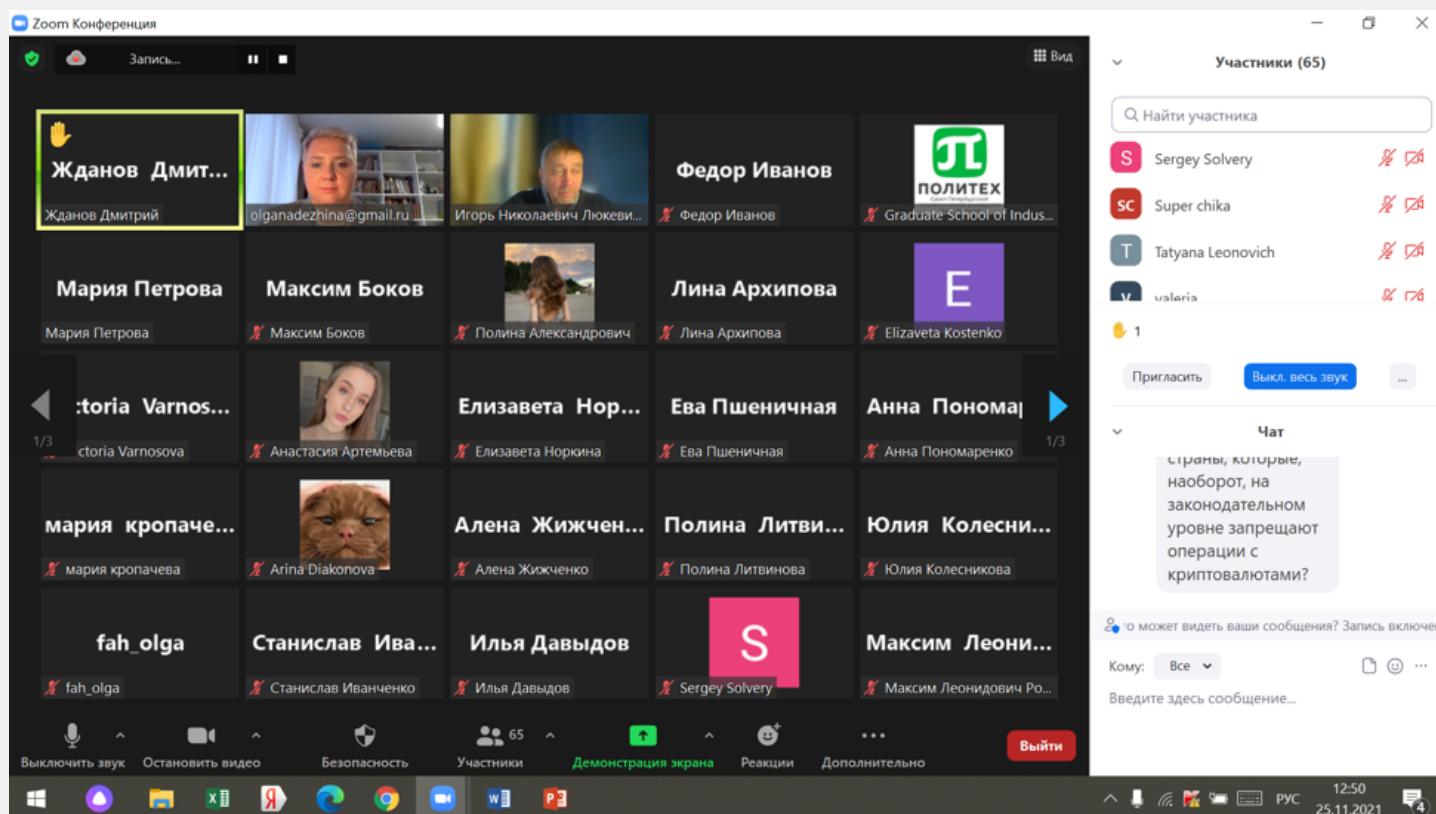 Zoom Конференция
Запись...
Вид
Жданов Дмит...
Жданов Дмитрий
olganadezhina@gmail.ru
Игорь Николаевич Люкеви...
Федор Иванов
Федор Иванов
ПОЛИТЕХ
Graduate School of Indus...
Мария Петрова
Мария Петрова
Максим Боков
Максим Боков
Полина Александрович
Лина Архипова
Лина Архипова
E
Elizaveta Kostenko
ctoria Varnos...
ctoria Varnosova
Анастасия Артемьева
Елизавета Нор...
Елизавета Норкина
Ева Пшеничная
Ева Пшеничная
Анна Понома
Анна Пономаренко
1/3
1/3
мария кропаче...
мария кропачева
Arina Diakonova
Алена Жижчен...
Алена Жижченко
Полина Литви...
Полина Литвинова
Юлия Колесни...
Юлия Колесникова
fah_olga
fah_olga
Станислав Ива...
Станислав Иванченко
Илья Давыдов
Илья Давыдов
S
Sergey Solvery
Максим Леони...
Максим Леонидович Ро...
Выключить звук
Остановить видео
Безопасность
65
Участники
Демонстрация экрана
Реакции
Дополнительно
Выйти
Участники (65)
Найти участника
S Sergey Solvery
SC Super chika
T Tatyana Leonovich
v valeria
1
Пригласить
Выкл. весь звук
...
Чат
страны, которые,
наоборот, на
законодательном
уровне запрещают
операции с
криптовалютами?
то может видеть ваши сообщения? Запись включе
Кому: Все
Введите здесь сообщение...
РУС
12:50
25.11.2021
4